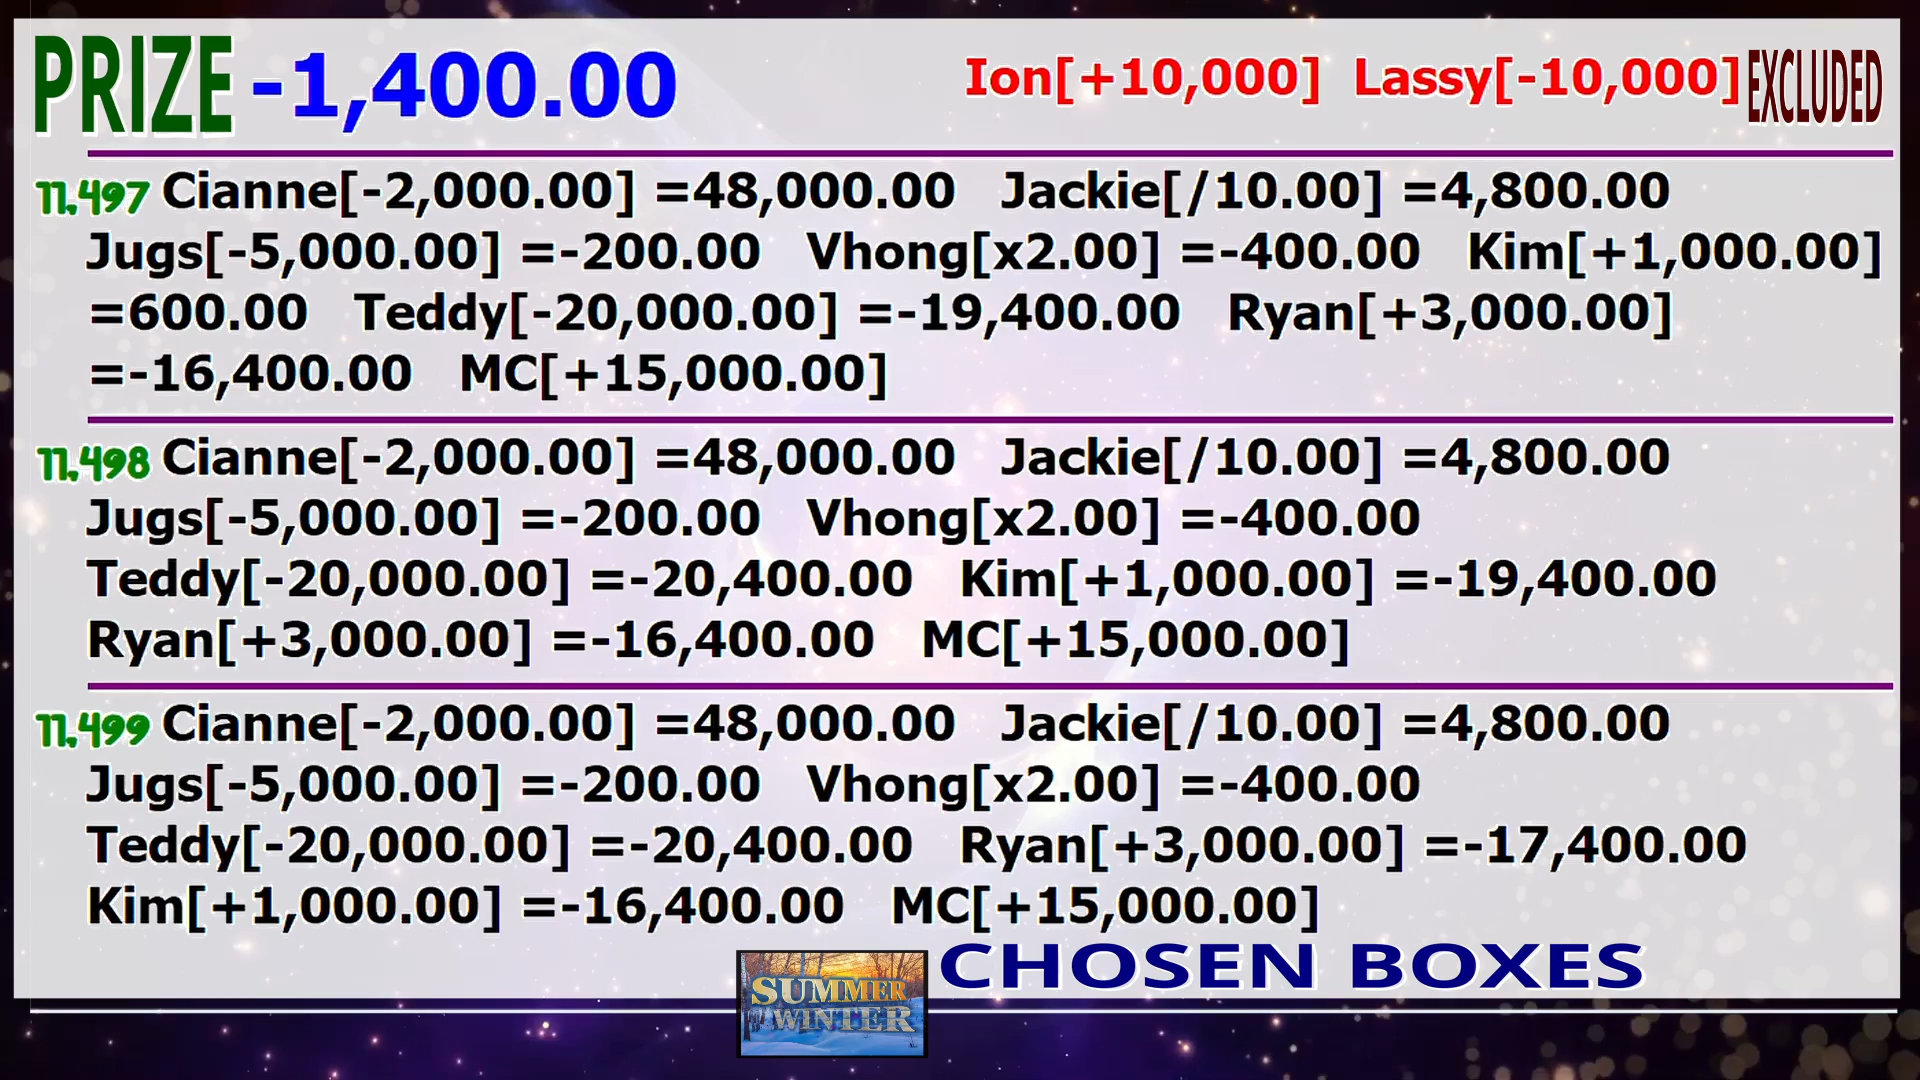 PRIZE -1,400.00 Ion[+10,000] Lassy[-10,000] EXCLUDED
11,497 Cianne[-2,000.00] =48,000.00 Jackie[/10.00] =4,800.00
Jugs[-5,000.00] =-200.00 Vhong[x2.00] =-400.00 Kim[+1,000.00]
=600.00 Teddy[-20,000.00] =-19,400.00 Ryan[+3,000.00]
=-16,400.00 MC[+15,000.00]
11,498 Cianne[-2,000.00] =48,000.00 Jackie[/10.00] =4,800.00
Jugs[-5,000.00] =-200.00 Vhong[x2.00] =-400.00
Teddy[-20,000.00] =-20,400.00 Kim[+1,000.00] =-19,400.00
Ryan[+3,000.00] =-16,400.00 MC[+15,000.00]
11,499 Cianne[-2,000.00] =48,000.00 Jackie[/10.00] =4,800.00
Jugs[-5,000.00] =-200.00 Vhong[x2.00] =-400.00
Teddy[-20,000.00] =-20,400.00 Ryan[+3,000.00] =-17,400.00
Kim[+1,000.00] =-16,400.00 MC[+15,000.00]
CHOSEN BOXES
SUMMER
WINTER